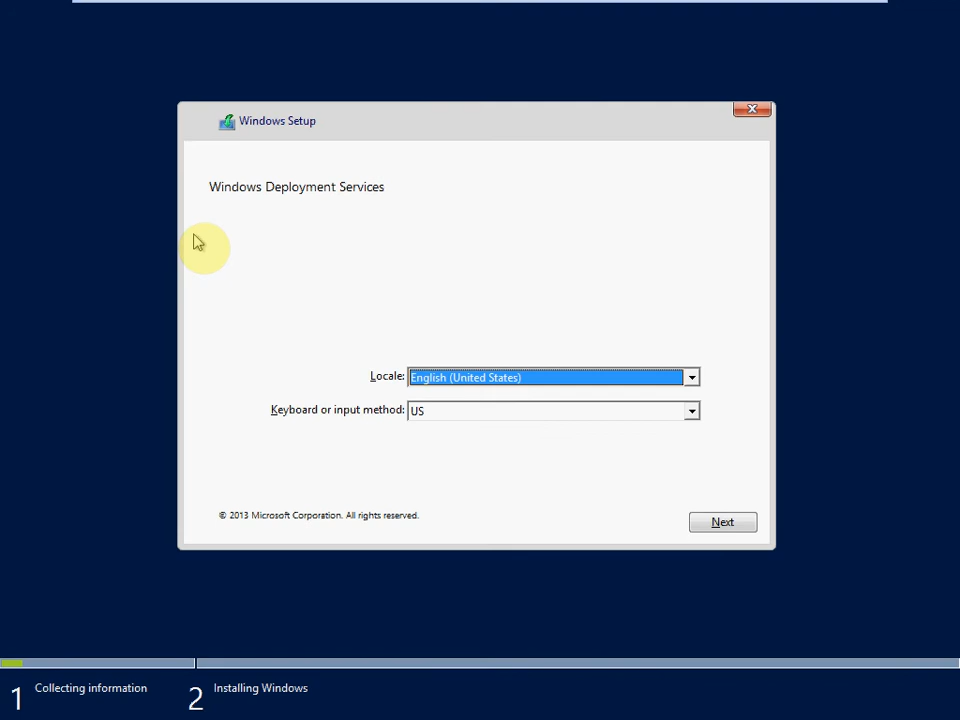 Windows Setup
Windows Deployment Services
Locale: English (United States)
Keyboard or input method: US
© 2013 Microsoft Corporation. All rights reserved.
Next
1 Collecting information 2 Installing Windows